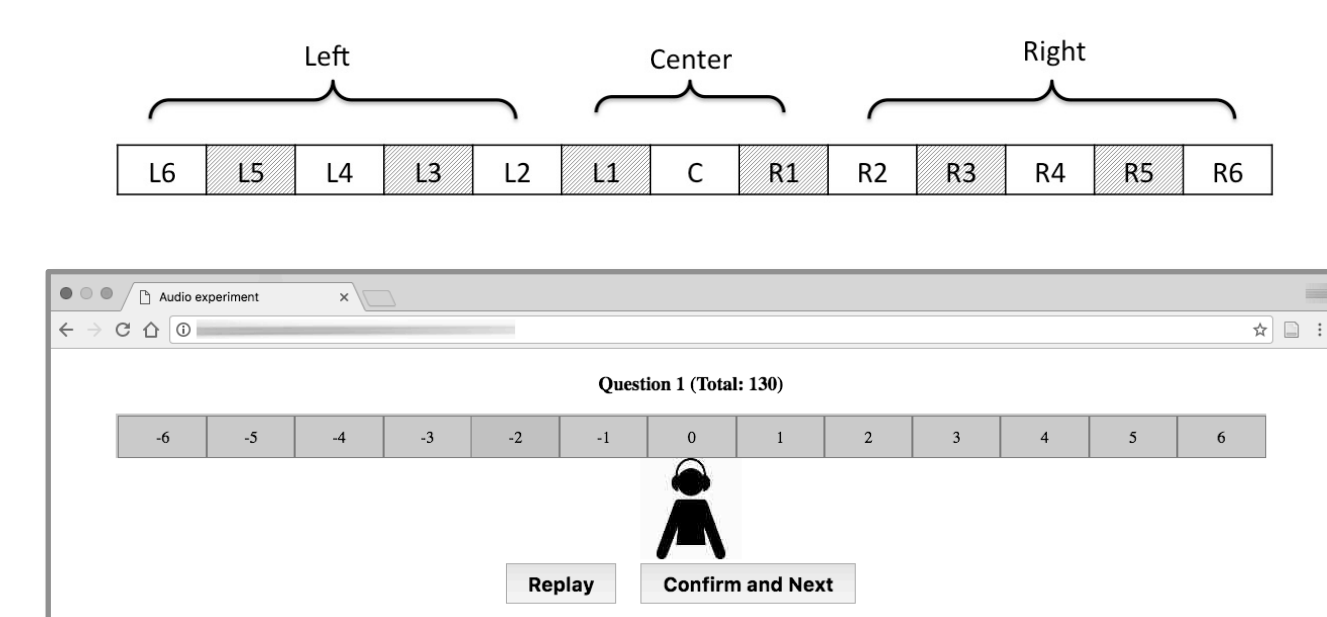 Left Center Right
L6 L5 L4 L3 L2 L1 C R1 R2 R3 R4 R5 R6
Audio experiment
Question 1 (Total: 130)
-6 -5 -4 -3 -2 -1 0 1 2 3 4 5 6
Replay Confirm and Next